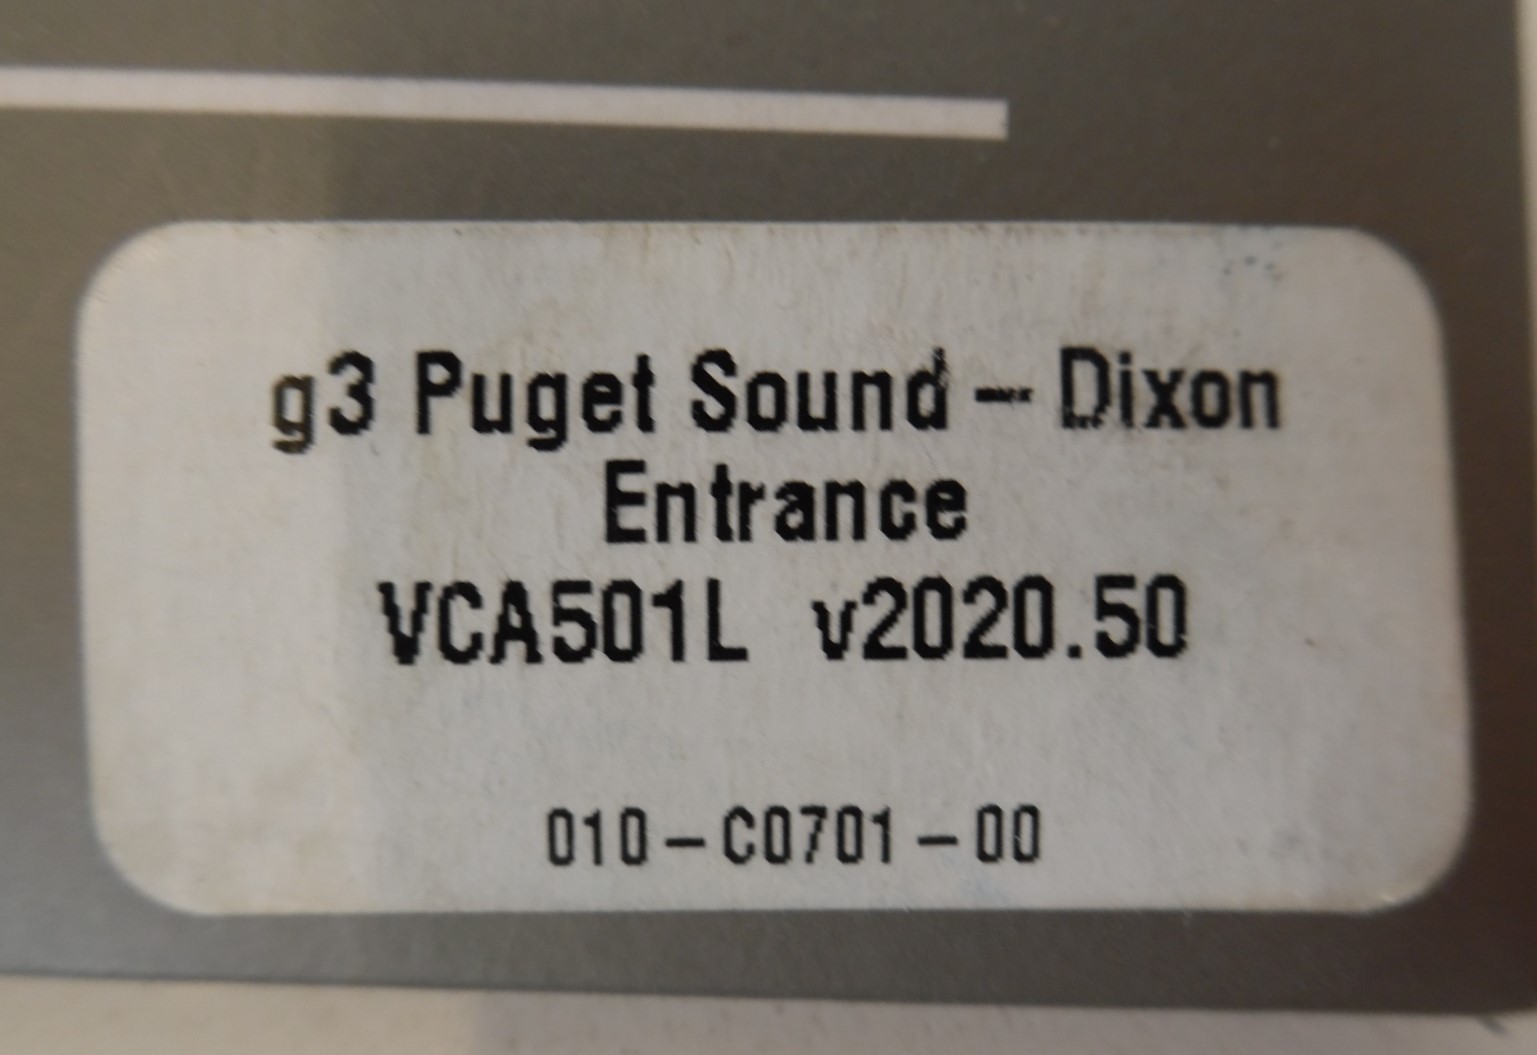 g3 Puget Sound – Dixon
Entrance
VCA501L v2020.50
010-C0701-00